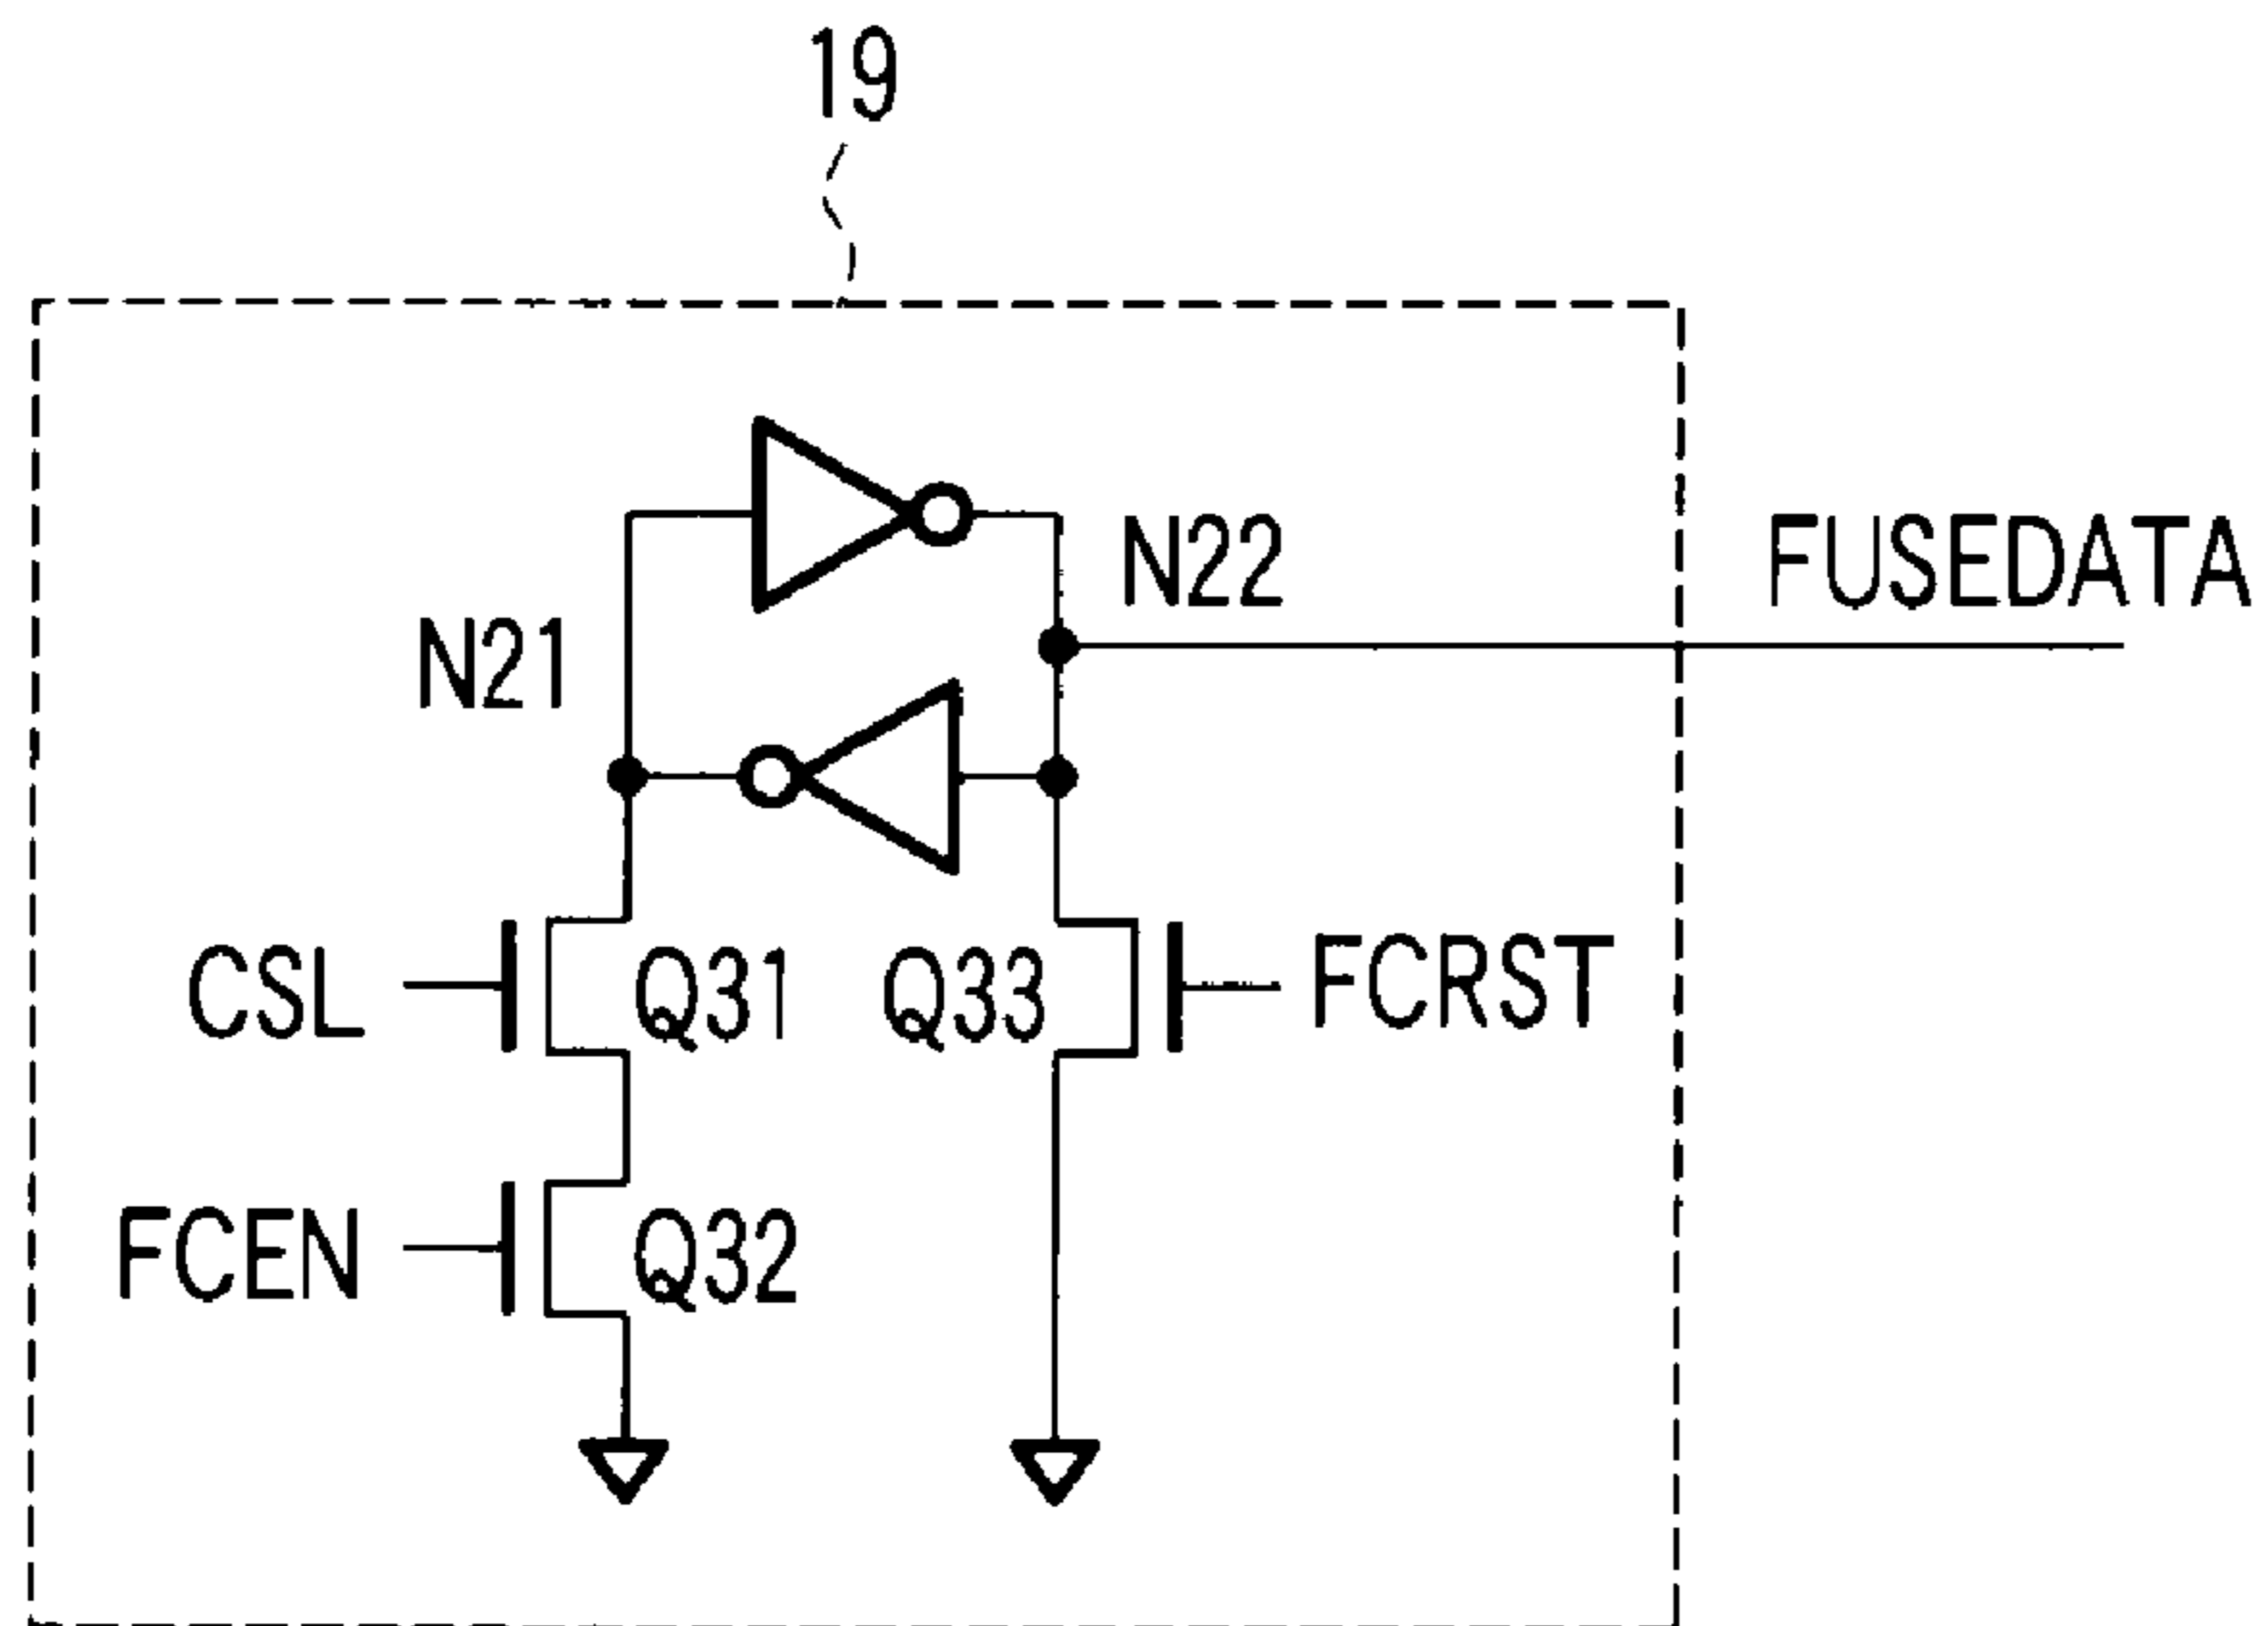 19
N22
FUSEDATA
N21
CSL
Q31
Q33
FCRST
FCEN
Q32